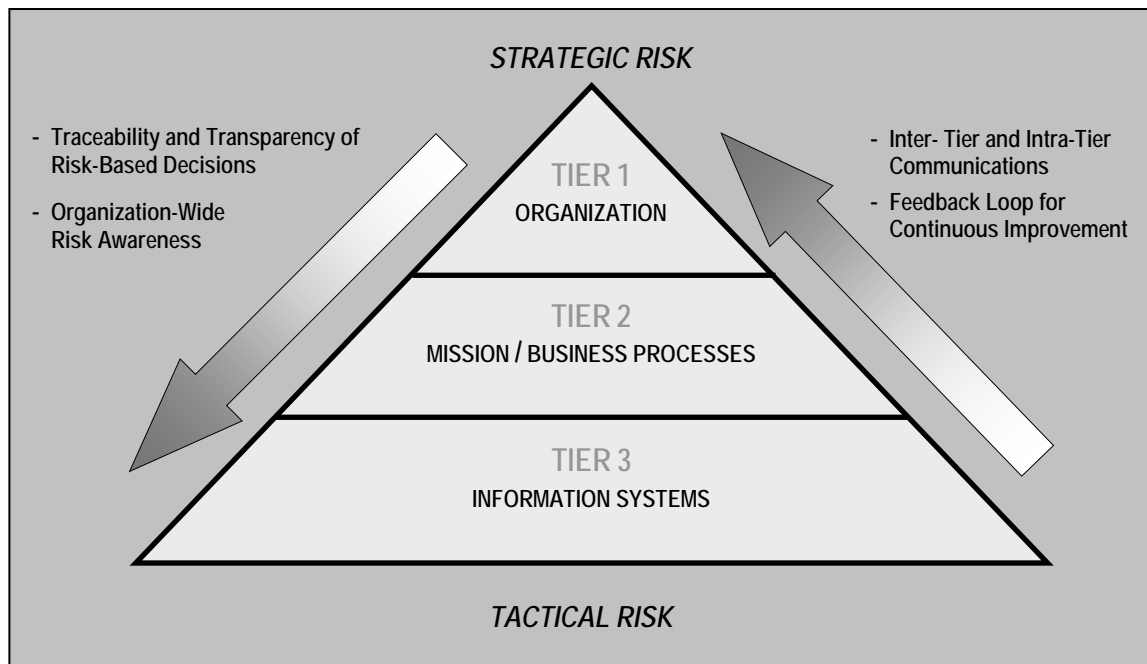 STRATEGIC RISK
- Traceability and Transparency of
Risk-Based Decisions
- Organization-Wide
Risk Awareness
- Inter- Tier and Intra-Tier
Communications
- Feedback Loop for
Continuous Improvement
TIER 1
ORGANIZATION
TIER 2
MISSION / BUSINESS PROCESSES
TIER 3
INFORMATION SYSTEMS
TACTICAL RISK